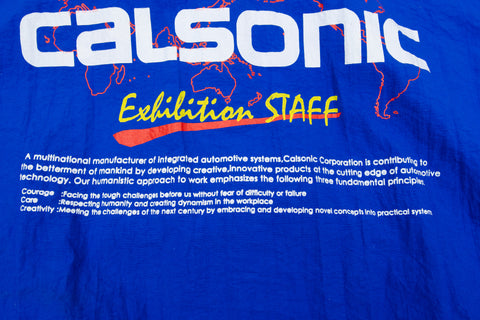 CALSONIC
Exhibition STAFF
A multinational manufacturer of integrated automotive systems,Calsonic Corporation is contributing to
the betterment of mankind by developing creative,innovative products at the cutting edge of automotive
technology. Our humanistic approach to work emphasizes the following three fundamental principles.
Courage :Facing the tough challenges before us without fear of difficulty or failure
Care :Respecting humanity and creating dynamism in the workplace
Creativity :Meeting the challenges of the next century by embracing and developing novel concepts into practical system